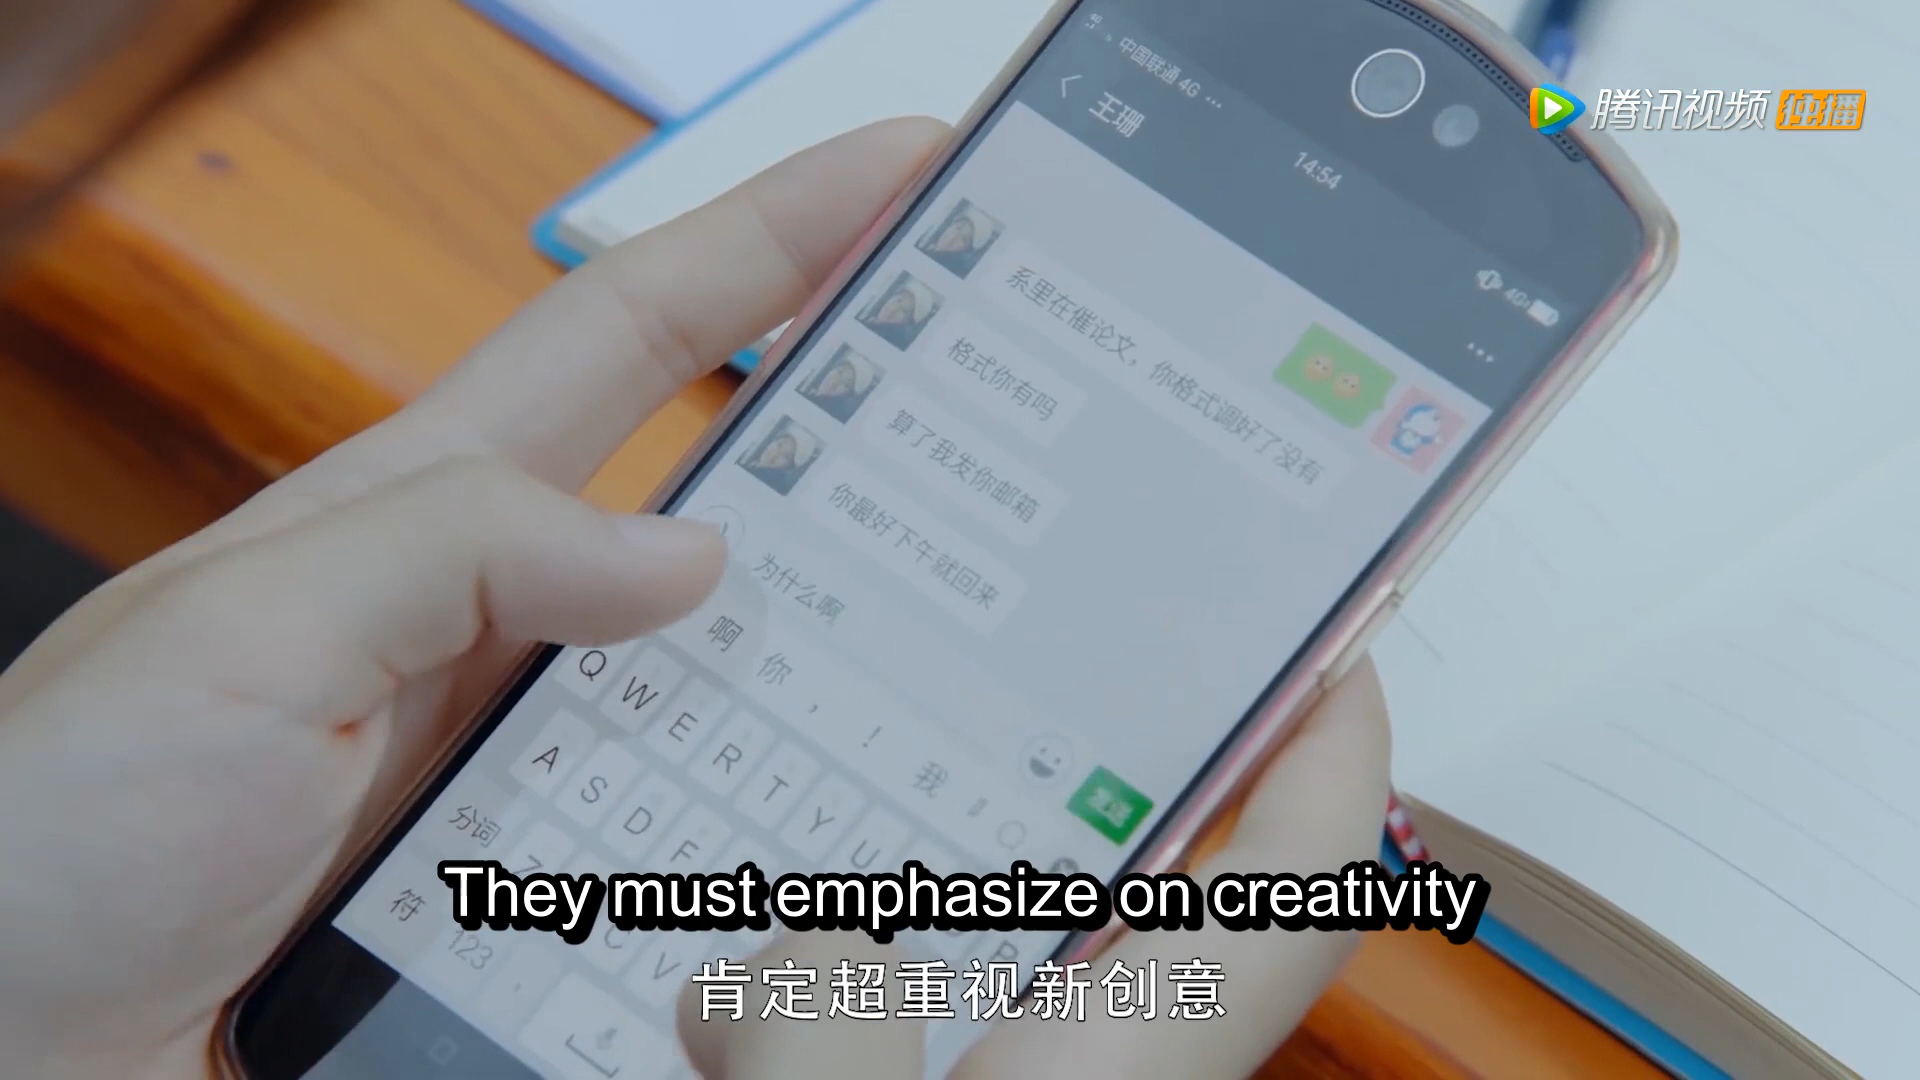 中国联通 4G ...
腾讯视频 独播
王珊
14:54
4G
系里在催论文，你格式调好了没有
格式你有吗
算了我发你邮箱
你最好下午就回来
为什么啊
发送
啊 你 ， ！ 我
Q W E R T Y U
A S D F
分词 Z C V
符 123
They must emphasize on creativity
肯定超重视新创意